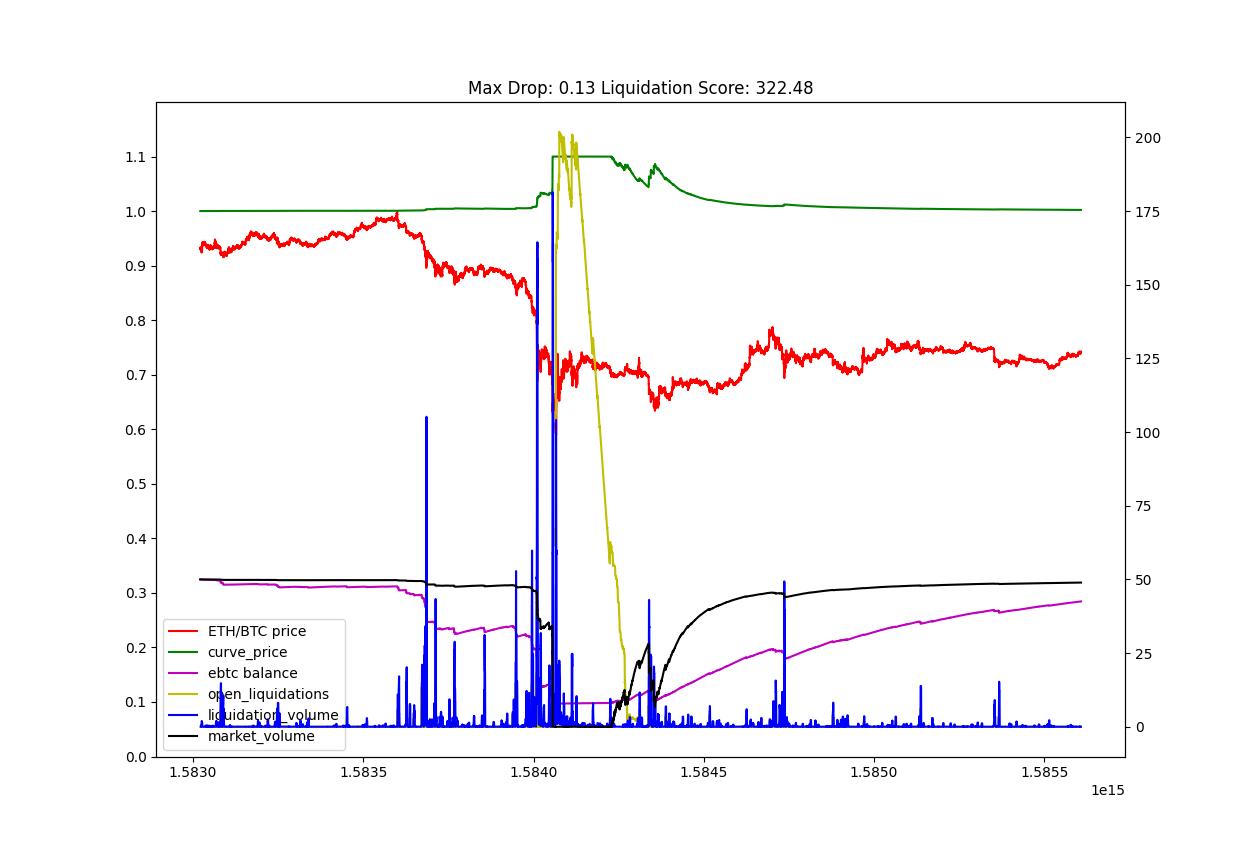 Max Drop: 0.13 Liquidation Score: 322.48
1.1
1.0
0.9
0.8
0.7
0.6
0.5
0.4
0.3
0.2
0.1
0.0
200
175
150
125
100
75
50
25
0
ETH/BTC price
curve_price
ebtc balance
open_liquidations
liquidation_volume
market_volume
1.5830 1.5835 1.5840 1.5845 1.5850 1.5855
1e15